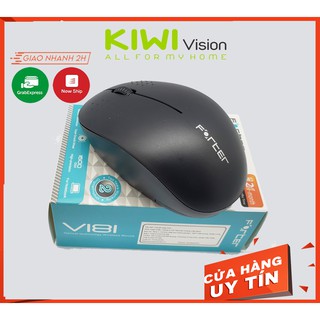 KIWI Vision
ALL FOR MY HOME
GIAO NHANH 2H
GrabExpress
Now Ship
Forter
V181
CỬA HÀNG
UY TÍN